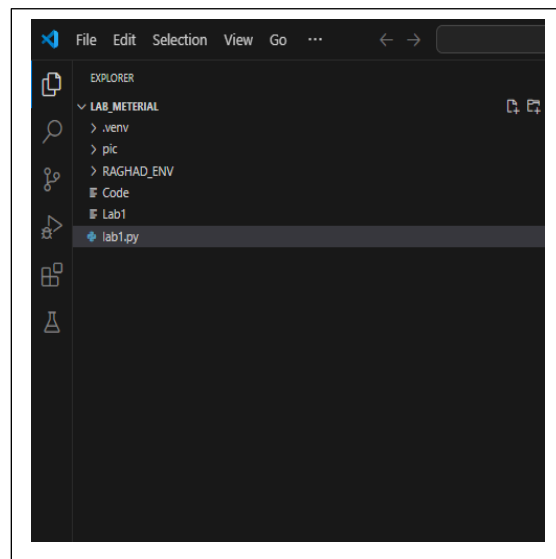 File Edit Selection View Go ...
EXPLORER
LAB_METERIAL
.venv
pic
RAGHAD_ENV
Code
Lab1
lab1.py